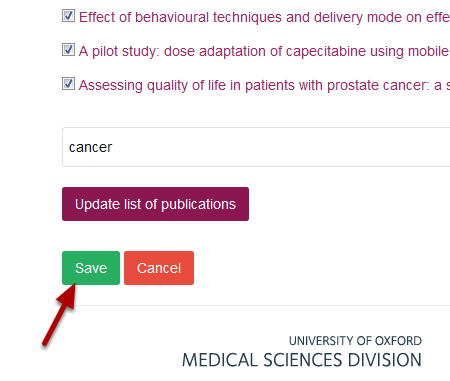 Effect of behavioural techniques and delivery mode on effe
A pilot study: dose adaptation of capecitabine using mobile
Assessing quality of life in patients with prostate cancer: a s
cancer
Update list of publications
Save Cancel
UNIVERSITY OF OXFORD
MEDICAL SCIENCES DIVISION